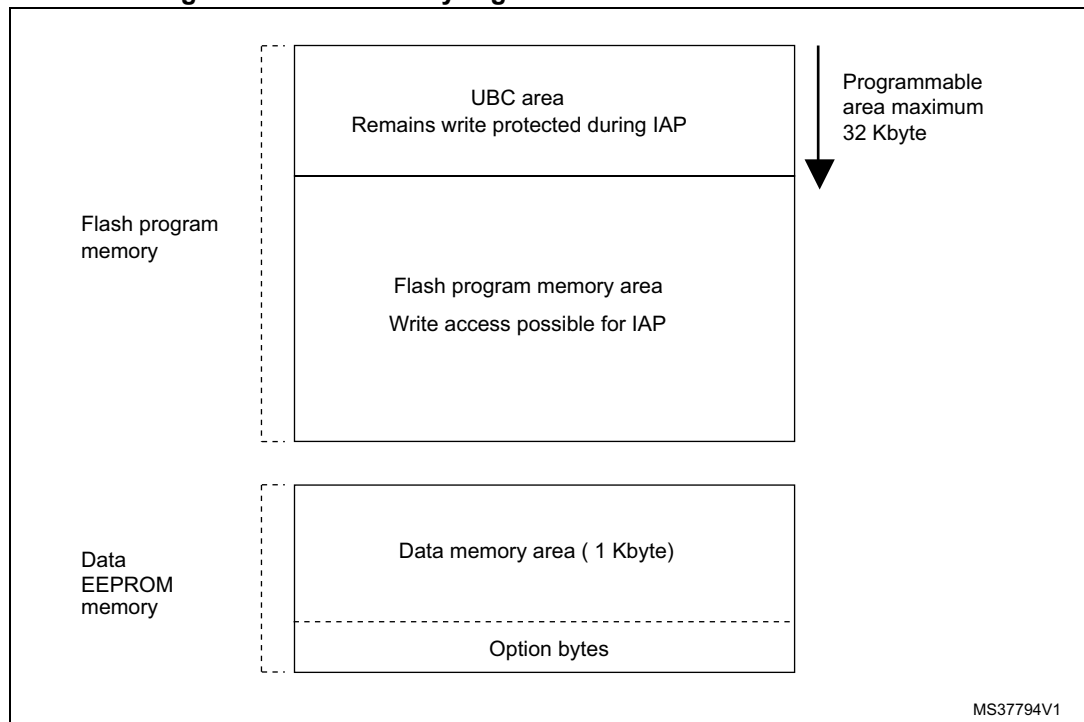 UBC area
Remains write protected during IAP
Programmable
area maximum
32 Kbyte
Flash program
memory
Flash program memory area
Write access possible for IAP
Data
EEPROM
memory
Data memory area ( 1 Kbyte)
Option bytes
MS37794V1